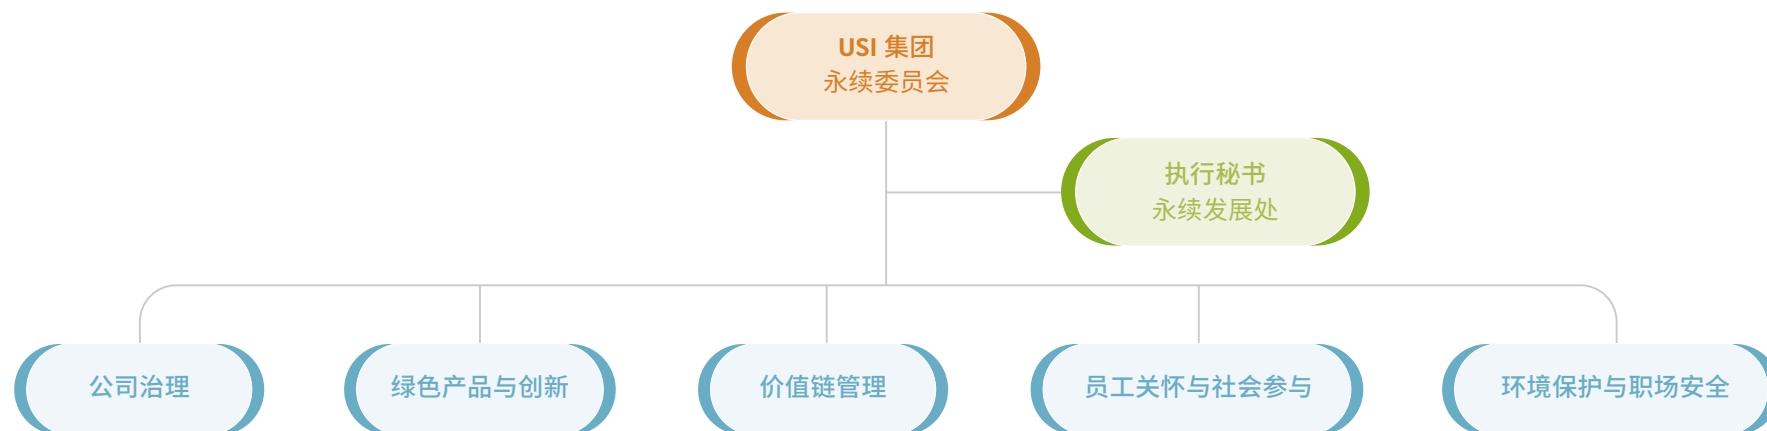 USI 集团
永续委员会
执行秘书
永续发展处
公司治理
绿色产品与创新
价值链管理
员工关怀与社会参与
环境保护与职场安全